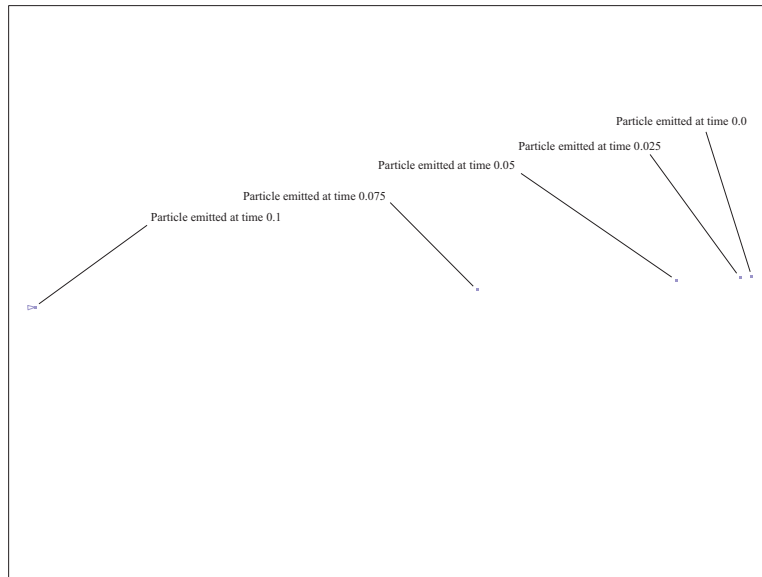 Particle emitted at time 0.0
Particle emitted at time 0.025
Particle emitted at time 0.05
Particle emitted at time 0.075
Particle emitted at time 0.1